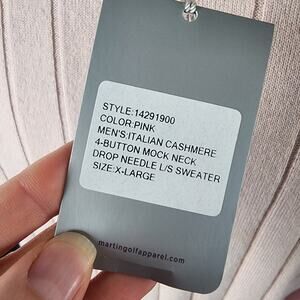 STYLE:14291900
COLOR:PINK
MEN'S:ITALIAN CASHMERE
4-BUTTON MOCK NECK
DROP NEEDLE L/S SWEATER
SIZE:X-LARGE
martingolfapparel.com